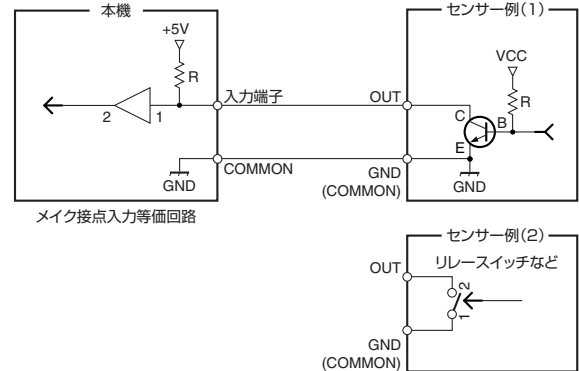 本機
+5V
R
2
1
入力端子
GND
COMMON
メイク接点入力等価回路
センサー例(1)
VCC
R
OUT
C
B
E
GND
(COMMON)
GND
センサー例(2)
リレースイッチなど
OUT
2
1
GND
(COMMON)